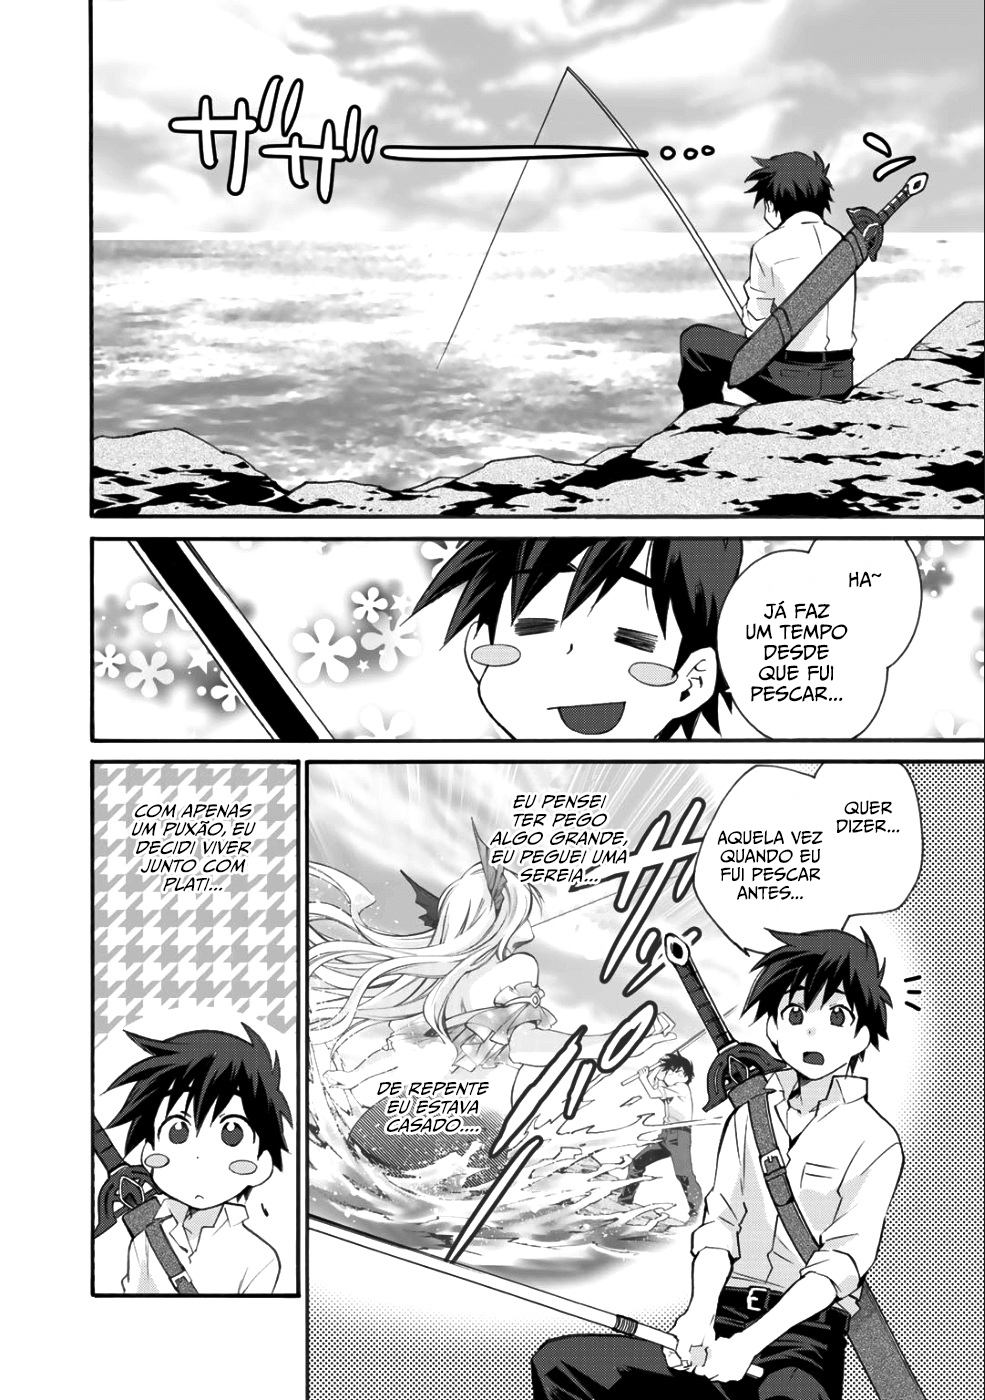 ザザー...
HA~
JÁ FAZ
UM TEMPO
DESDE
QUE FUI
PESCAR...
QUER
DIZER...
AQUELA VEZ
QUANDO EU
FUI PESCAR
ANTES...
EU PENSEI
TER PEGO
ALGO GRANDE,
EU PEGUEI UMA
SEREIA...
DE REPENTE
EU ESTAVA
CASADO....
COM APENAS
UM PUXÃO, EU
DECIDI VIVER
JUNTO COM
PLATI...
E